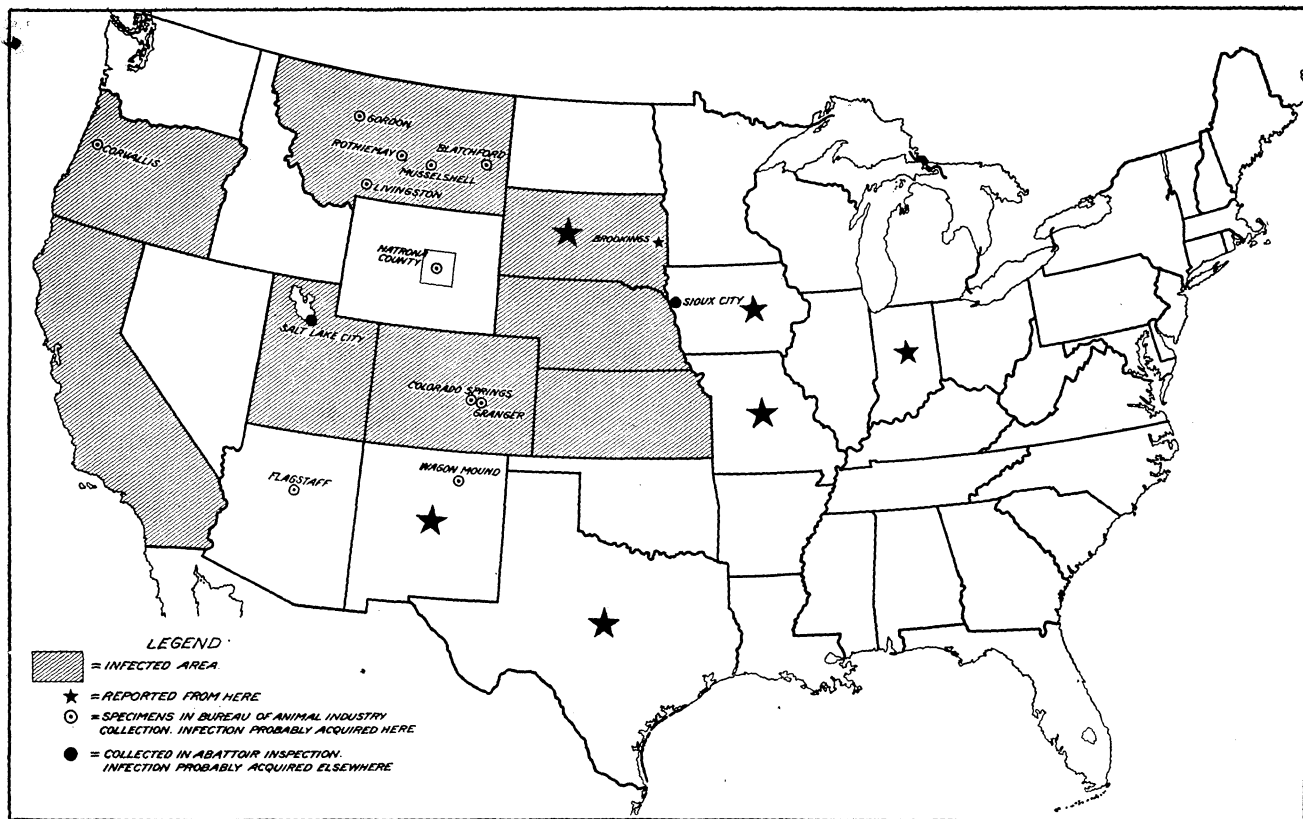 GORDON
CORVALLIS
ROTHIEMAY
BLATCHFORD
MUSSELSHELL
LIVINGSTON
BROOKINGS
NATRONA
COUNTY
SIOUX CITY
SALT LAKE CITY
COLORADO SPRINGS
GRANGER
WAGON MOUND
FLAGSTAFF
LEGEND
= INFECTED AREA.
= REPORTED FROM HERE
= SPECIMENS IN BUREAU OF ANIMAL INDUSTRY
COLLECTION. INFECTION PROBABLY ACQUIRED HERE
= COLLECTED IN ABATTOIR INSPECTION.
INFECTION PROBABLY ACQUIRED ELSEWHERE